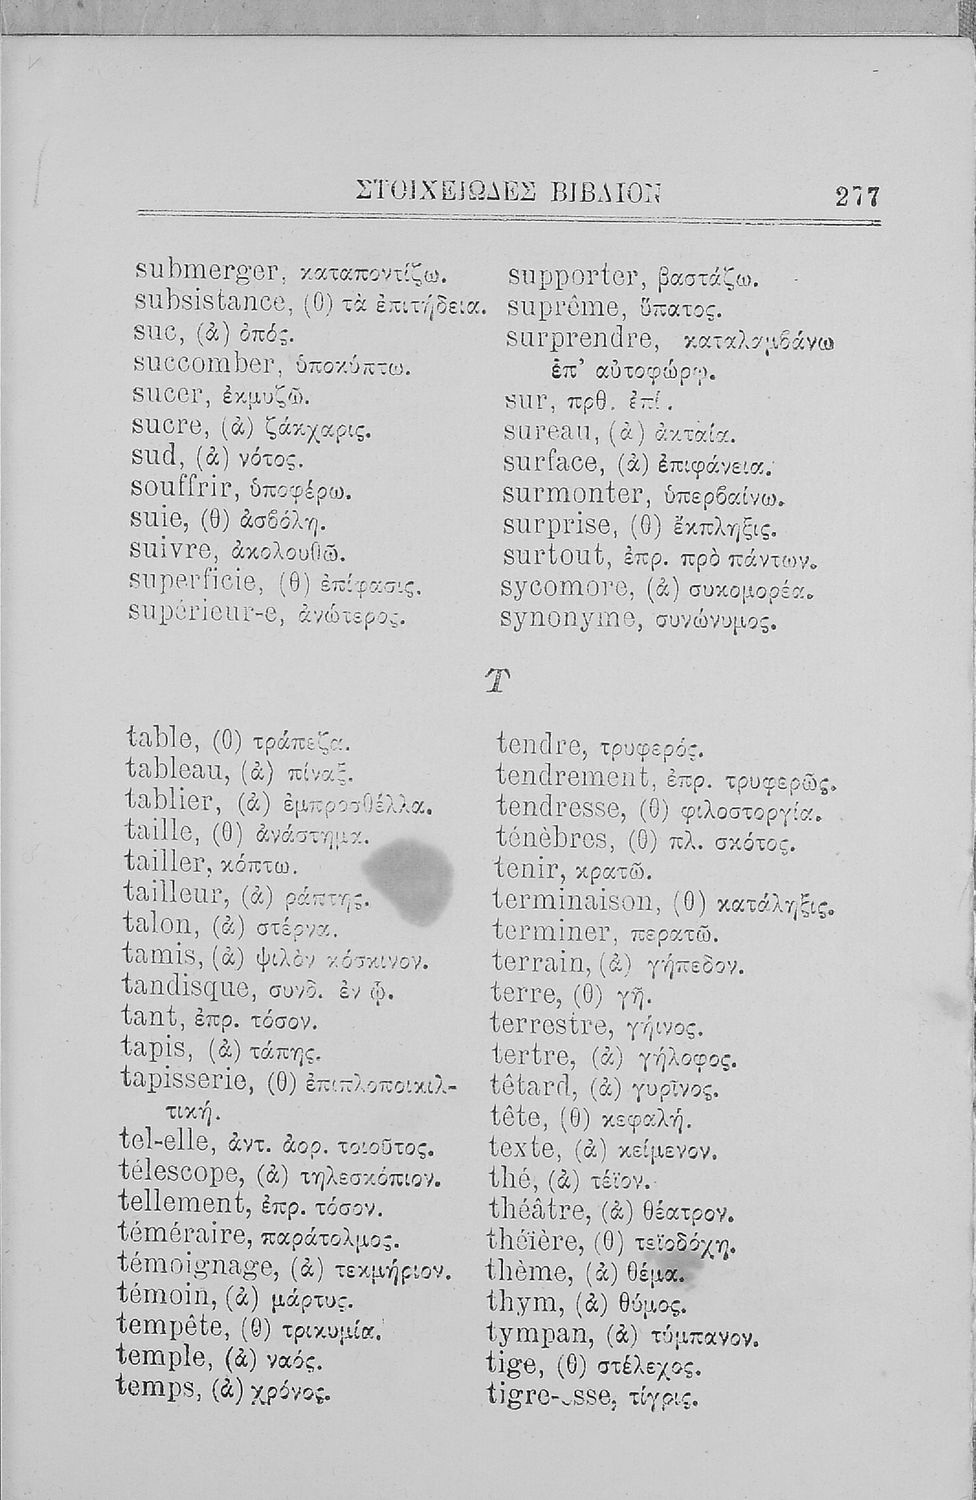 ΣΤΟΙΧΕΙΩΔΕΣ ΒΙΒΛΙΟΝ 277
submerger, καταποντίζω.
subsistance, (θ) τὰ ἐπιτήδεια.
suc, (ἀ) ὀπός.
succomber, ὑποκύπτω.
sucer, ἐκμυζῶ.
sucre, (ἀ) ζάκχαρις.
sud, (ἀ) νότος.
souffrir, ὑποφέρω.
suie, (θ) ἀσβόλη.
suivre, ἀκολουθῶ.
superficie, (θ) ἐπίφασις.
supérieur-e, ἀνώτερος.
supporter, βαστάζω.
suprême, ὕπατος.
surprendre, καταλαμβάνω
ἐπ’ αὐτοφώρῳ.
sur, πρθ. ἐπί.
sureau, (ἀ) ἀκταία.
surface, (ἀ) ἐπιφάνεια.
surmonter, ὑπερβαίνω.
surprise, (θ) ἔκπληξις.
surtout, ἐπρ. πρὸ πάντων.
sycomore, (ἀ) συκομορέα.
synonyme, συνώνυμος.
T
table, (θ) τράπεζα.
tableau, (ἀ) πίναξ.
tablier, (ἀ) ἐμπροσθέλλα.
taille, (θ) ἀνάστημα.
tailler, κόπτω.
tailleur, (ἀ) ράπτης.
talon, (ἀ) στέρνα.
tamis, (ἀ) ψιλὸν κόσκινον.
tandisque, συνδ. ἐν ᾧ.
tant, ἐπρ. τόσον.
tapis, (ἀ) τάπης.
tapisserie, (θ) ἐπιπλοποικιλ-
τική.
tel-elle, ἀντ. ἀορ. τοιοῦτος.
télescope, (ἀ) τηλεσκόπιον.
tellement, ἐπρ. τόσον.
téméraire, παράτολμος.
témoignage, (ἀ) τεκμήριον.
témoin, (ἀ) μάρτυς.
tempête, (θ) τρικυμία.
temple, (ἀ) ναός.
temps, (ἀ) χρόνος.
tendre, τρυφερός.
tendrement, ἐπρ. τρυφερῶς.
tendresse, (θ) φιλοστοργία.
ténèbres, (θ) πλ. σκότος.
tenir, κρατῶ.
terminaison, (θ) κατάληξις.
terminer, περατῶ.
terrain, (ἀ) γήπεδον.
terre, (θ) γῆ.
terrestre, γήινος.
tertre, (ἀ) γήλοφος.
têtard, (ἀ) γυρῖνος.
tête, (θ) κεφαλή.
texte, (ἀ) κείμενον.
thé, (ἀ) τέϊον.
théâtre, (ἀ) θέατρον.
théière, (θ) τεϊοδόχη.
thème, (ἀ) θέμα.
thym, (ἀ) θύμος.
tympan, (ἀ) τύμπανον.
tige, (θ) στέλεχος.
tigre-esse, τίγρις.